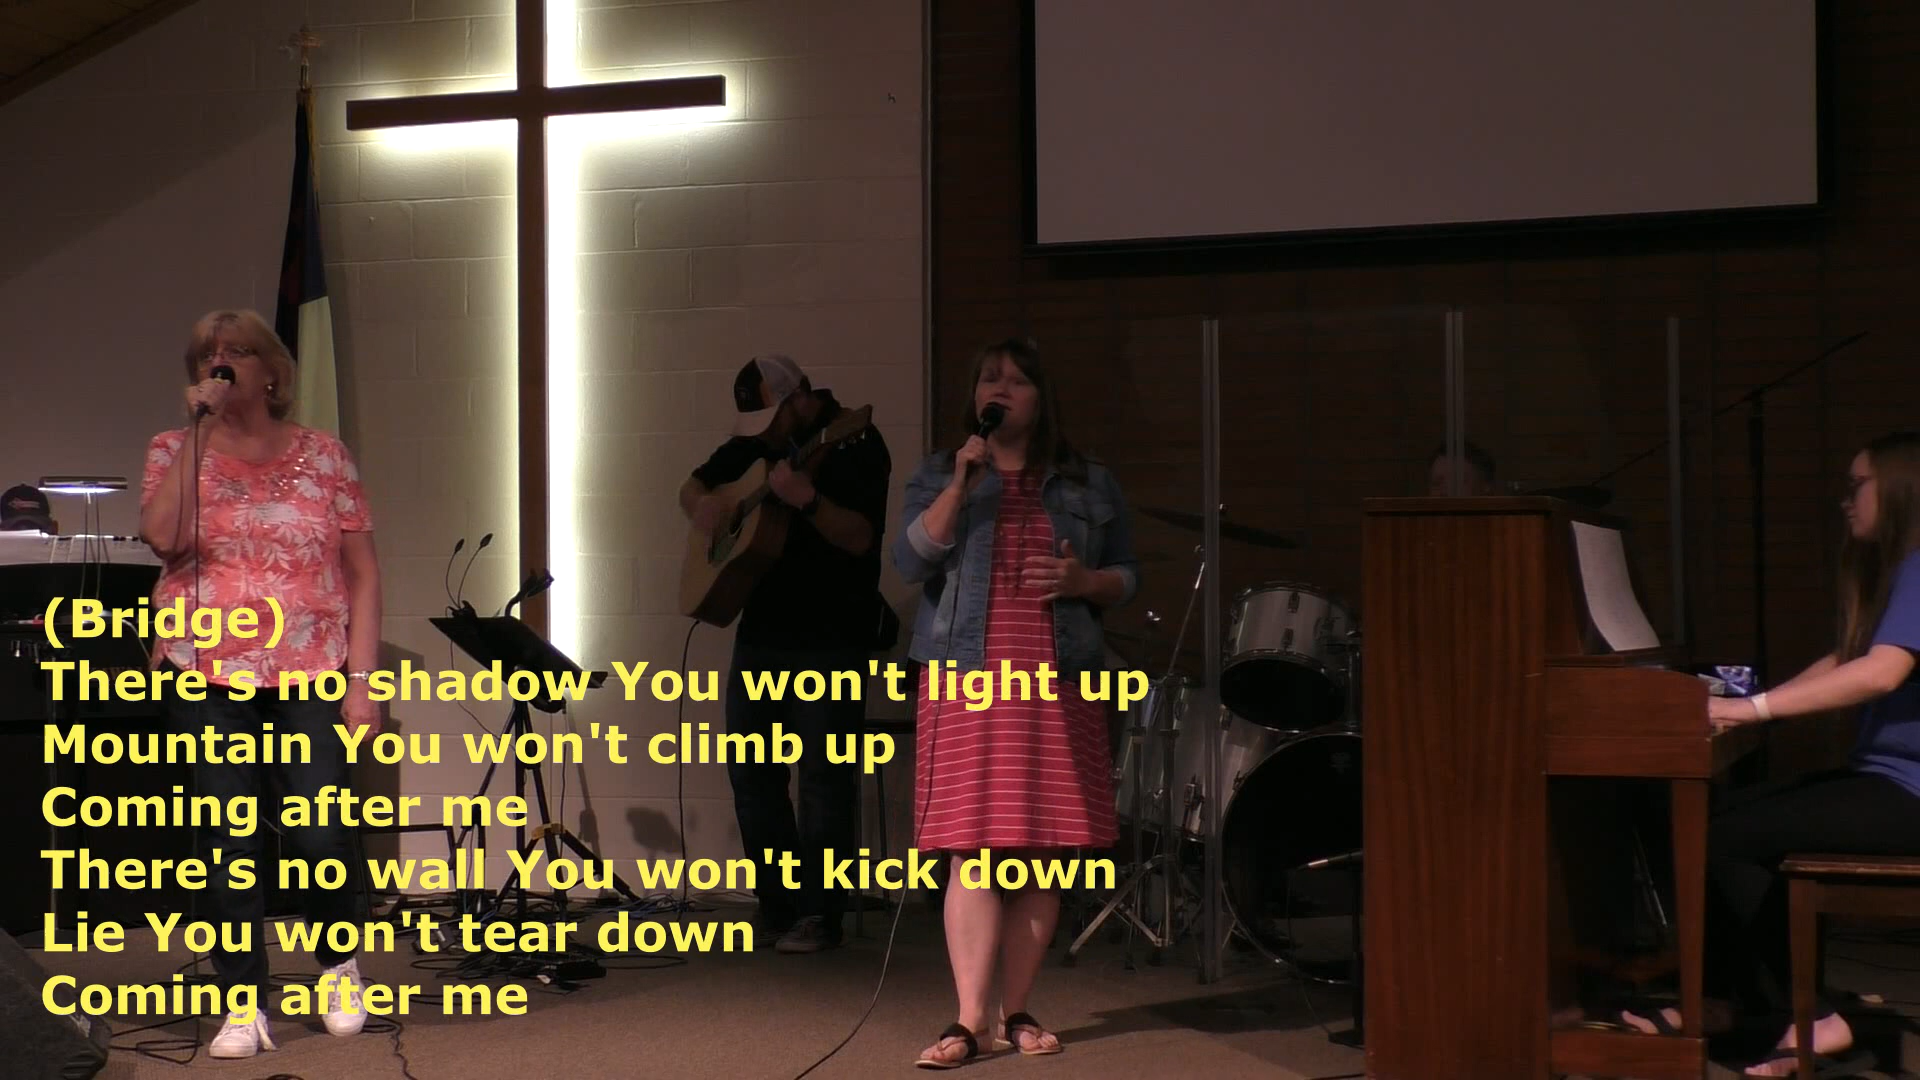 (Bridge)
There's no shadow You won't light up
Mountain You won't climb up
Coming after me
There's no wall You won't kick down
Lie You won't tear down
Coming after me